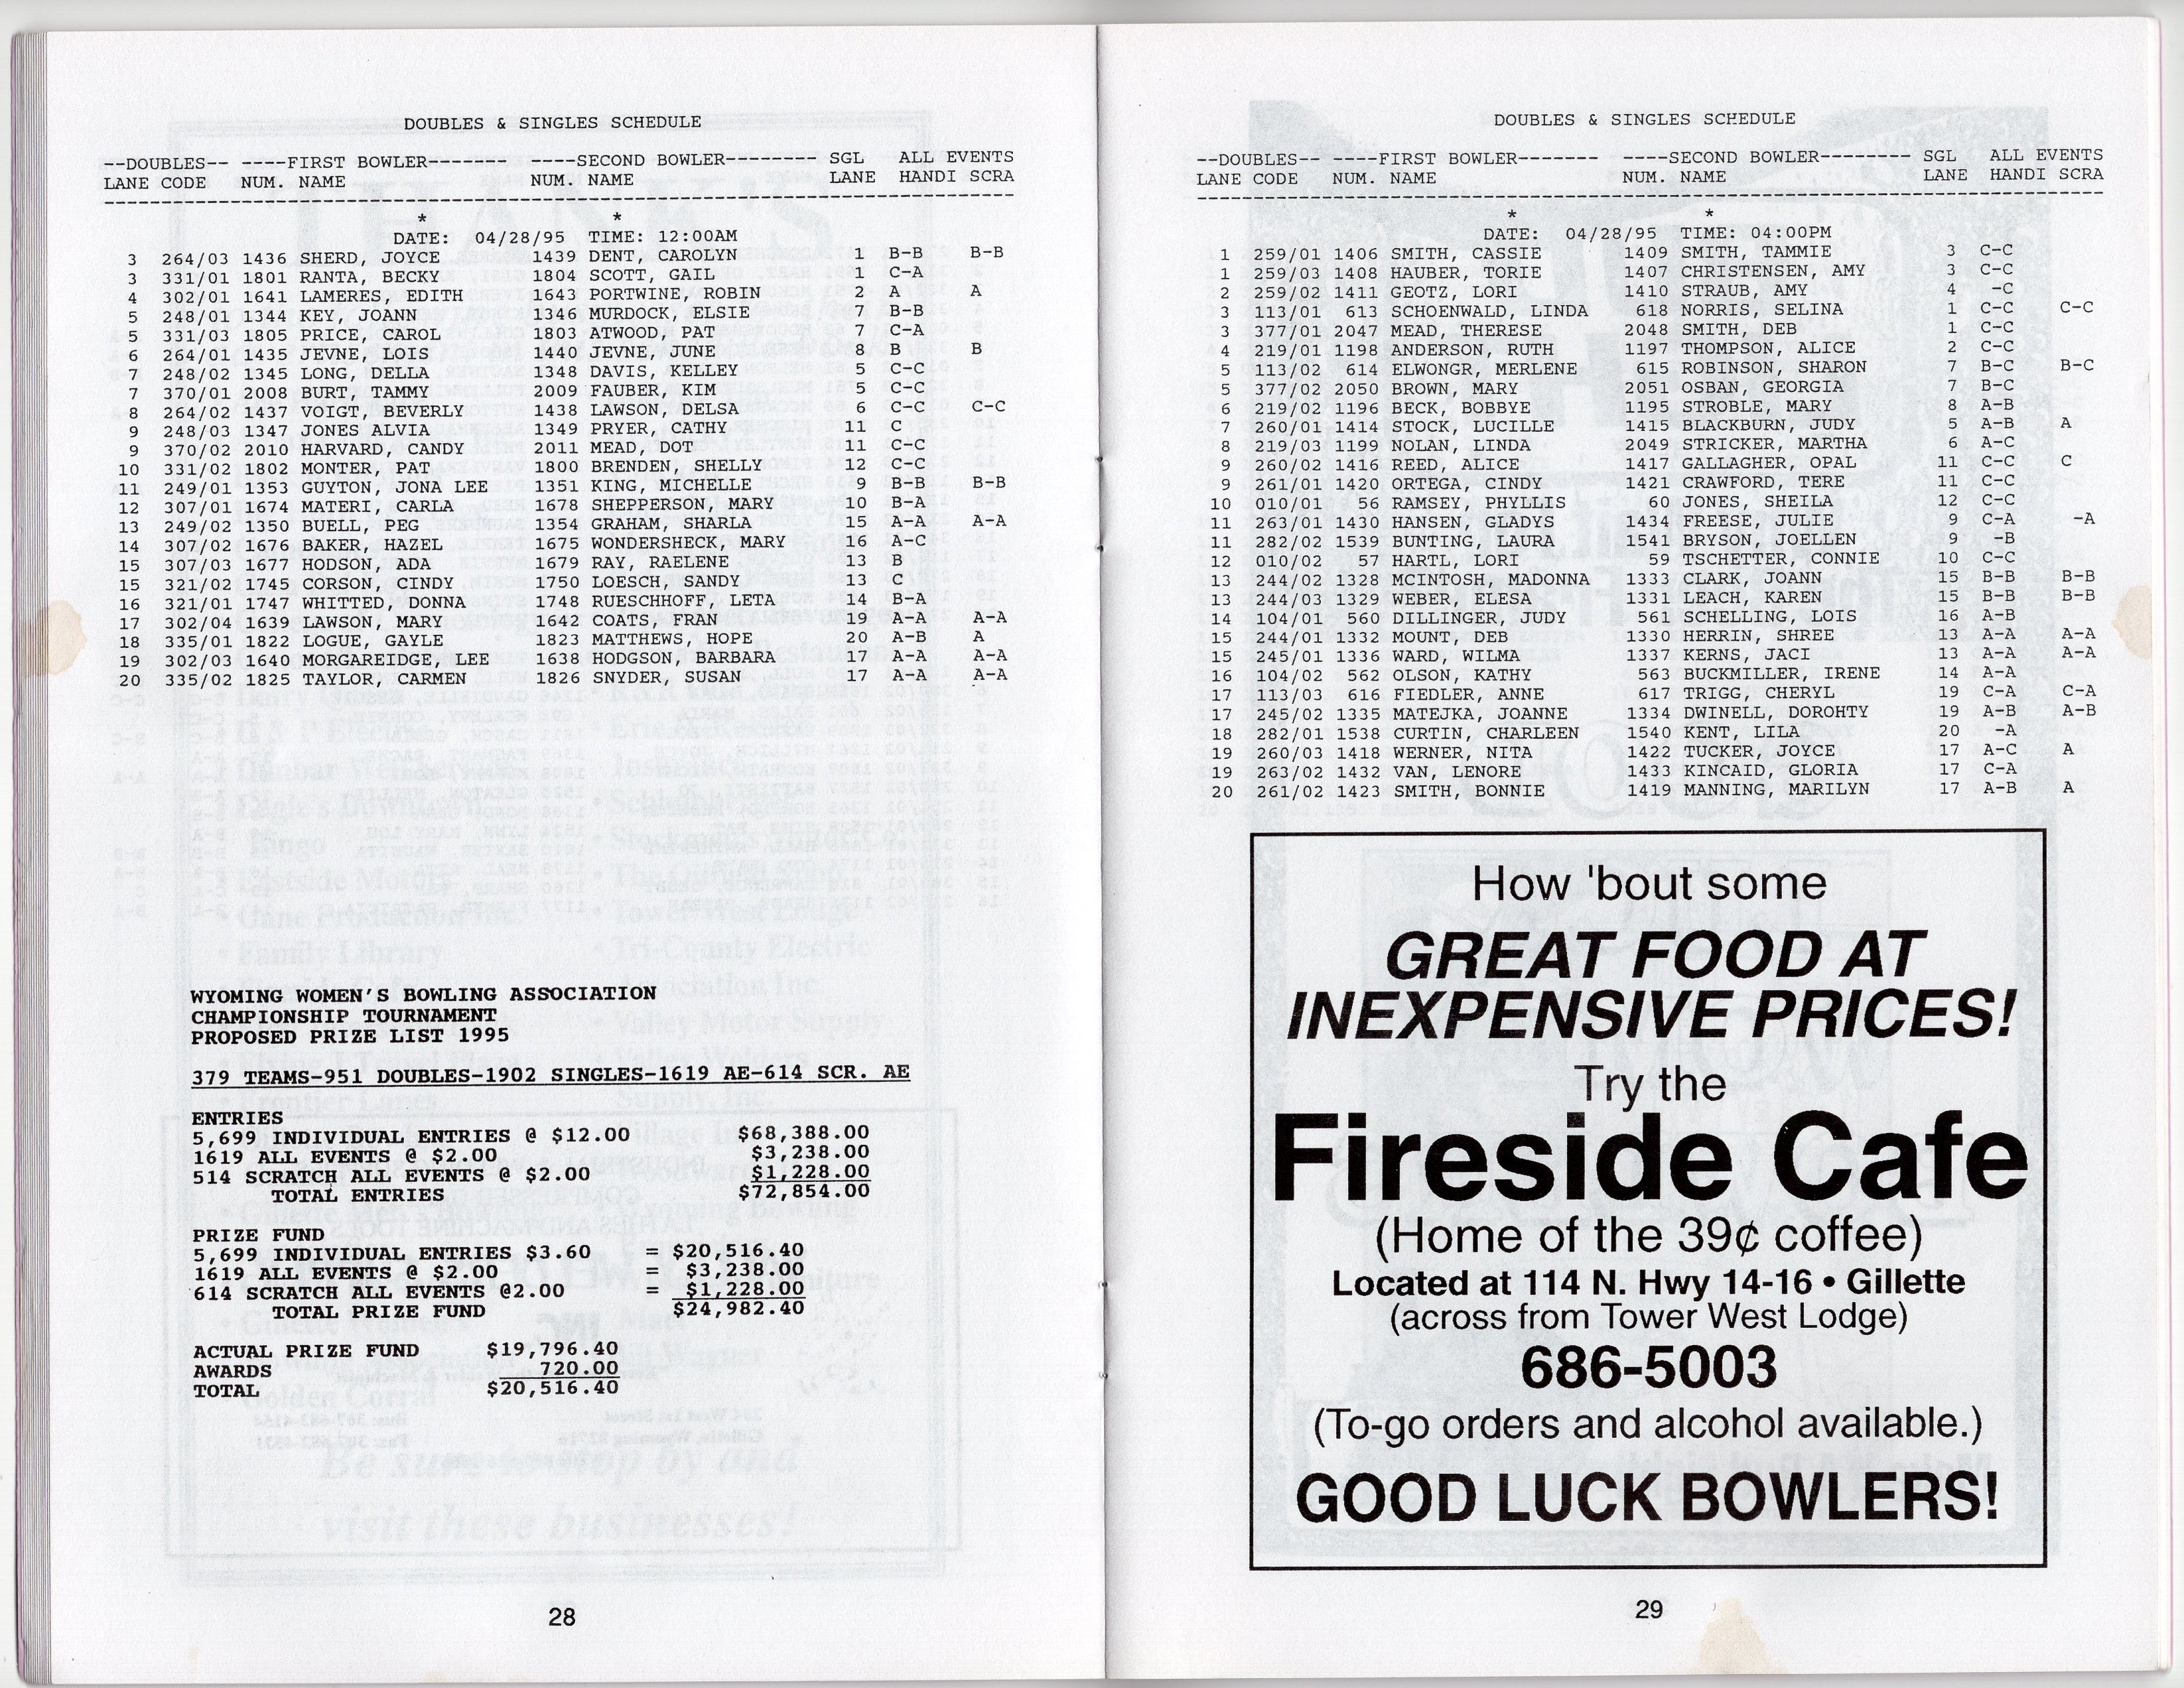 DOUBLES & SINGLES SCHEDULE
--DOUBLES-- ----FIRST BOWLER------- ----SECOND BOWLER-------- SGL ALL EVENTS
LANE CODE NUM. NAME NUM. NAME LANE HANDI SCRA
* *
DATE: 04/28/95 TIME: 12:00AM
3 264/03 1436 SHERD, JOYCE 1439 DENT, CAROLYN 1 B-B B-B
3 331/01 1801 RANTA, BECKY 1804 SCOTT, GAIL 1 C-A
4 302/01 1641 LAMERES, EDITH 1643 PORTWINE, ROBIN 2 A A
5 248/01 1344 KEY, JOANN 1346 MURDOCK, ELSIE 7 B-B
5 331/03 1805 PRICE, CAROL 1803 ATWOOD, PAT 7 C-A
6 264/01 1435 JEVNE, LOIS 1440 JEVNE, JUNE 8 B B
7 248/02 1345 LONG, DELLA 1348 DAVIS, KELLEY 5 C-C
7 370/01 2008 BURT, TAMMY 2009 FAUBER, KIM 5 C-C
8 264/02 1437 VOIGT, BEVERLY 1438 LAWSON, DELSA 6 C-C C-C
9 248/03 1347 JONES ALVIA 1349 PRYER, CATHY 11 C
9 370/02 2010 HARVARD, CANDY 2011 MEAD, DOT 11 C-C
10 331/02 1802 MONTER, PAT 1800 BRENDEN, SHELLY 12 C-C
11 249/01 1353 GUYTON, JONA LEE 1351 KING, MICHELLE 9 B-B B-B
12 307/01 1674 MATERI, CARLA 1678 SHEPPERSON, MARY 10 B-A
13 249/02 1350 BUELL, PEG 1354 GRAHAM, SHARLA 15 A-A A-A
14 307/02 1676 BAKER, HAZEL 1675 WONDERSHECK, MARY 16 A-C
15 307/03 1677 HODSON, ADA 1679 RAY, RAELENE 13 B
15 321/02 1745 CORSON, CINDY 1750 LOESCH, SANDY 13
16 321/01 1747 WHITTED, DONNA 1748 RUESCHHOFF, LETA 14 B-A
17 302/04 1639 LAWSON, MARY 1642 COATS, FRAN 19 A-A A-A
18 335/01 1822 LOGUE, GAYLE 1823 MATTHEWS, HOPE 20 A-B A
19 302/03 1640 MORGAREIDGE, LEE 1638 HODGSON, BARBARA 17 A-A A-A
20 335/02 1825 TAYLOR, CARMEN 1826 SNYDER, SUSAN 17 A-A A-A
WYOMING WOMEN'S BOWLING ASSOCIATION
CHAMPIONSHIP TOURNAMENT
PROPOSED PRIZE LIST 1995
379 TEAMS-951 DOUBLES-1902 SINGLES-1619 AE-614 SCR. AE
ENTRIES
5,699 INDIVIDUAL ENTRIES @ $12.00 $68,388.00
1619 ALL EVENTS @ $2.00 $3,238.00
514 SCRATCH ALL EVENTS @ $2.00 $1,228.00
TOTAL ENTRIES $72,854.00
PRIZE FUND
5,699 INDIVIDUAL ENTRIES $3.60 = $20,516.40
1619 ALL EVENTS @ $2.00 = $3,238.00
614 SCRATCH ALL EVENTS @2.00 = $1,228.00
TOTAL PRIZE FUND $24,982.40
ACTUAL PRIZE FUND $19,796.40
AWARDS 720.00
TOTAL $20,516.40
28
DOUBLES & SINGLES SCHEDULE
--DOUBLES-- ----FIRST BOWLER------- ----SECOND BOWLER-------- SGL ALL EVENTS
LANE CODE NUM. NAME NUM. NAME LANE HANDI SCRA
* *
DATE: 04/28/95 TIME: 04:00PM
1 259/01 1406 SMITH, CASSIE 1409 SMITH, TAMMIE 3 C-C
1 259/03 1408 HAUBER, TORIE 1407 CHRISTENSEN, AMY 3 C-C
2 259/02 1411 GEOTZ, LORI 1410 STRAUB, AMY 4 -C
3 113/01 613 SCHOENWALD, LINDA 618 NORRIS, SELINA 1 C-C C-C
3 377/01 2047 MEAD, THERESE 2048 SMITH, DEB 1 C-C
4 219/01 1198 ANDERSON, RUTH 1197 THOMPSON, ALICE 2 C-C
5 113/02 614 ELWONGR, MERLENE 615 ROBINSON, SHARON 7 B-C B-C
5 377/02 2050 BROWN, MARY 2051 OSBAN, GEORGIA 7 B-C
6 219/02 1196 BECK, BOBBYE 1195 STROBLE, MARY 8 A-B
7 260/01 1414 STOCK, LUCILLE 1415 BLACKBURN, JUDY 5 A-B A
8 219/03 1199 NOLAN, LINDA 2049 STRICKER, MARTHA 6 A-C
9 260/02 1416 REED, ALICE 1417 GALLAGHER, OPAL 11 C-C C
9 261/01 1420 ORTEGA, CINDY 1421 CRAWFORD, TERE 11 C-C
10 010/01 56 RAMSEY, PHYLLIS 60 JONES, SHEILA 12 C-C
11 263/01 1430 HANSEN, GLADYS 1434 FREESE, JULIE 9 C-A -A
11 282/02 1539 BUNTING, LAURA 1541 BRYSON, JOELLEN 9 -B
12 010/02 57 HARTL, LORI 59 TSCHETTER, CONNIE 10 C-C
13 244/02 1328 MCINTOSH, MADONNA 1333 CLARK, JOANN 15 B-B B-B
13 244/03 1329 WEBER, ELESA 1331 LEACH, KAREN 15 B-B B-B
14 104/01 560 DILLINGER, JUDY 561 SCHELLING, LOIS 16 A-B
15 244/01 1332 MOUNT, DEB 1330 HERRIN, SHREE 13 A-A A-A
15 245/01 1336 WARD, WILMA 1337 KERNS, JACI 13 A-A A-A
16 104/02 562 OLSON, KATHY 563 BUCKMILLER, IRENE 14 A-A
17 113/03 616 FIEDLER, ANNE 617 TRIGG, CHERYL 19 C-A C-A
17 245/02 1335 MATEJKA, JOANNE 1334 DWINELL, DOROHTY 19 A-B A-B
18 282/01 1538 CURTIN, CHARLEEN 1540 KENT, LILA 20 -A
19 260/03 1418 WERNER, NITA 1422 TUCKER, JOYCE 17 A-C A
19 263/02 1432 VAN, LENORE 1433 KINCAID, GLORIA 17 C-A
20 261/02 1423 SMITH, BONNIE 1419 MANNING, MARILYN 17 A-B A
How 'bout some
GREAT FOOD AT
INEXPENSIVE PRICES!
Try the
Fireside Cafe
(Home of the 39¢ coffee)
Located at 114 N. Hwy 14-16 • Gillette
(across from Tower West Lodge)
686-5003
(To-go orders and alcohol available.)
GOOD LUCK BOWLERS!
29